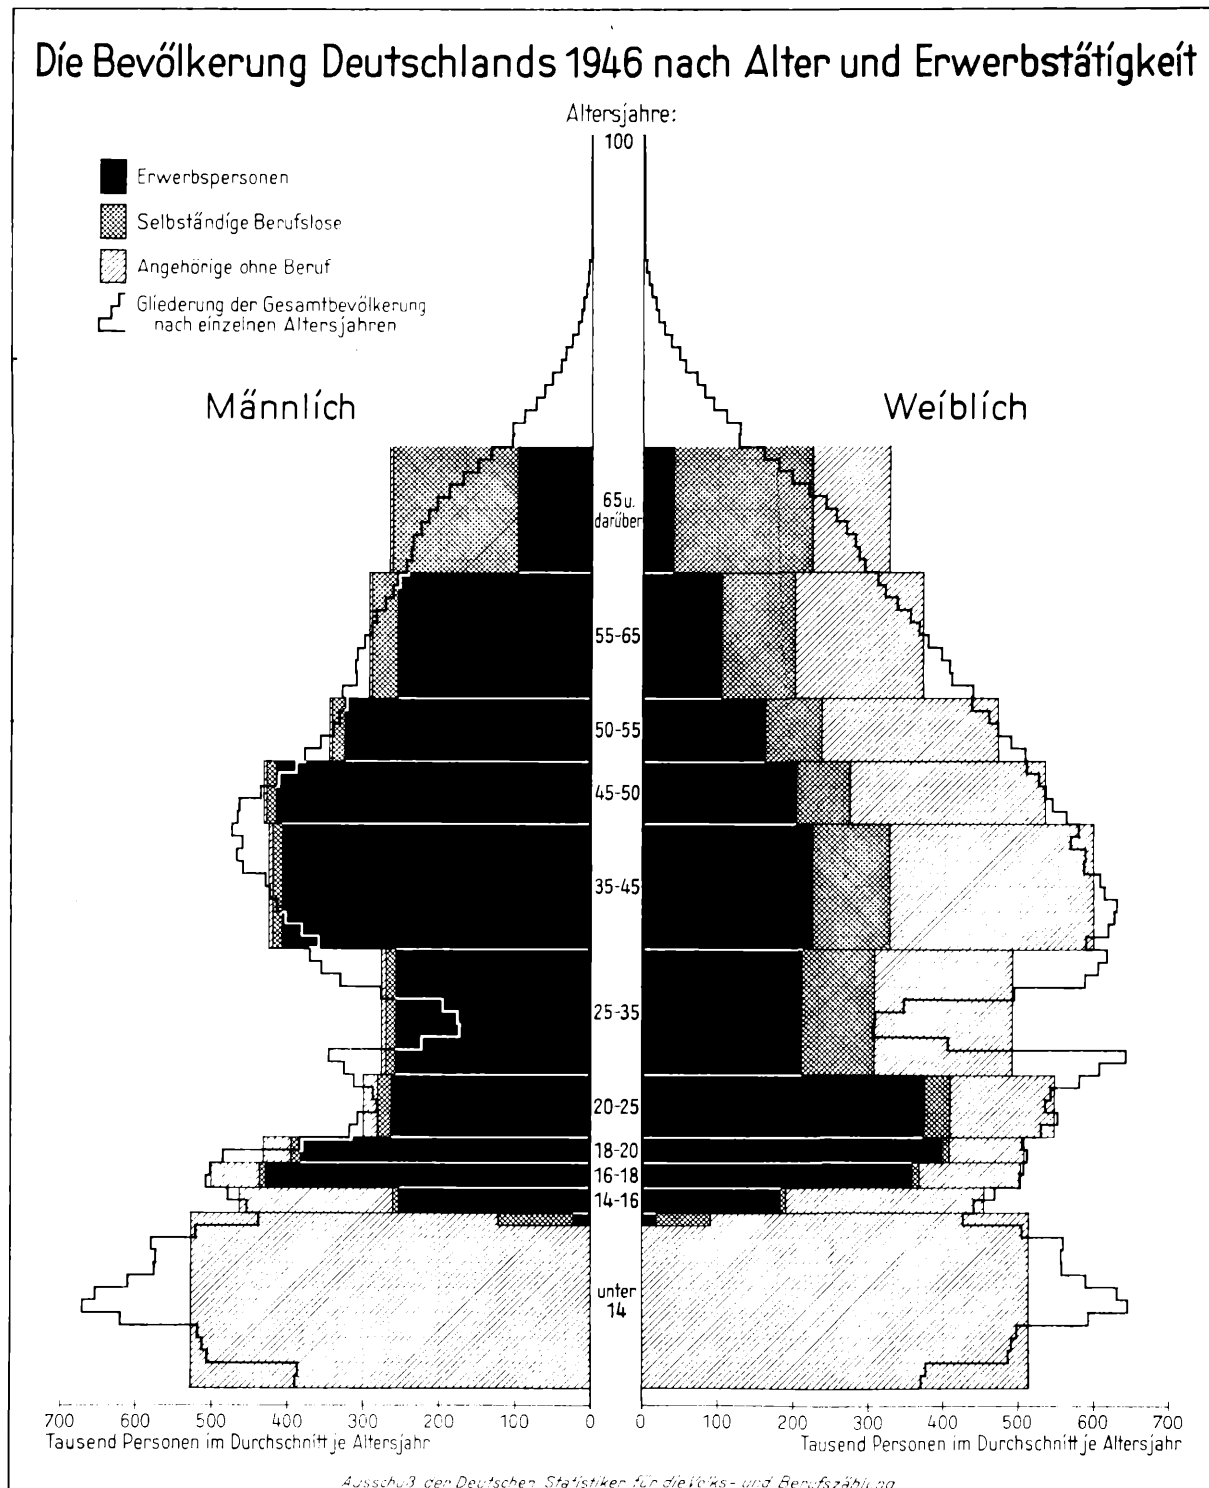 Die Bevölkerung Deutschlands 1946 nach Alter und Erwerbstätigkeit
Altersjahre:
100
Erwerbspersonen
Selbständige Berufslose
Angehörige ohne Beruf
Gliederung der Gesamtbevölkerung
nach einzelnen Altersjahren
Männlich
Weiblich
65 u.
darüber
55-65
50-55
45-50
35-45
25-35
20-25
18-20
16-18
14-16
unter
14
700 600 500 400 300 200 100 0
0 100 200 300 400 500 600 700
Tausend Personen im Durchschnitt je Altersjahr
Tausend Personen im Durchschnitt je Altersjahr
Ausschuß der Deutschen Statistiker für die Volks- und Berufszählung